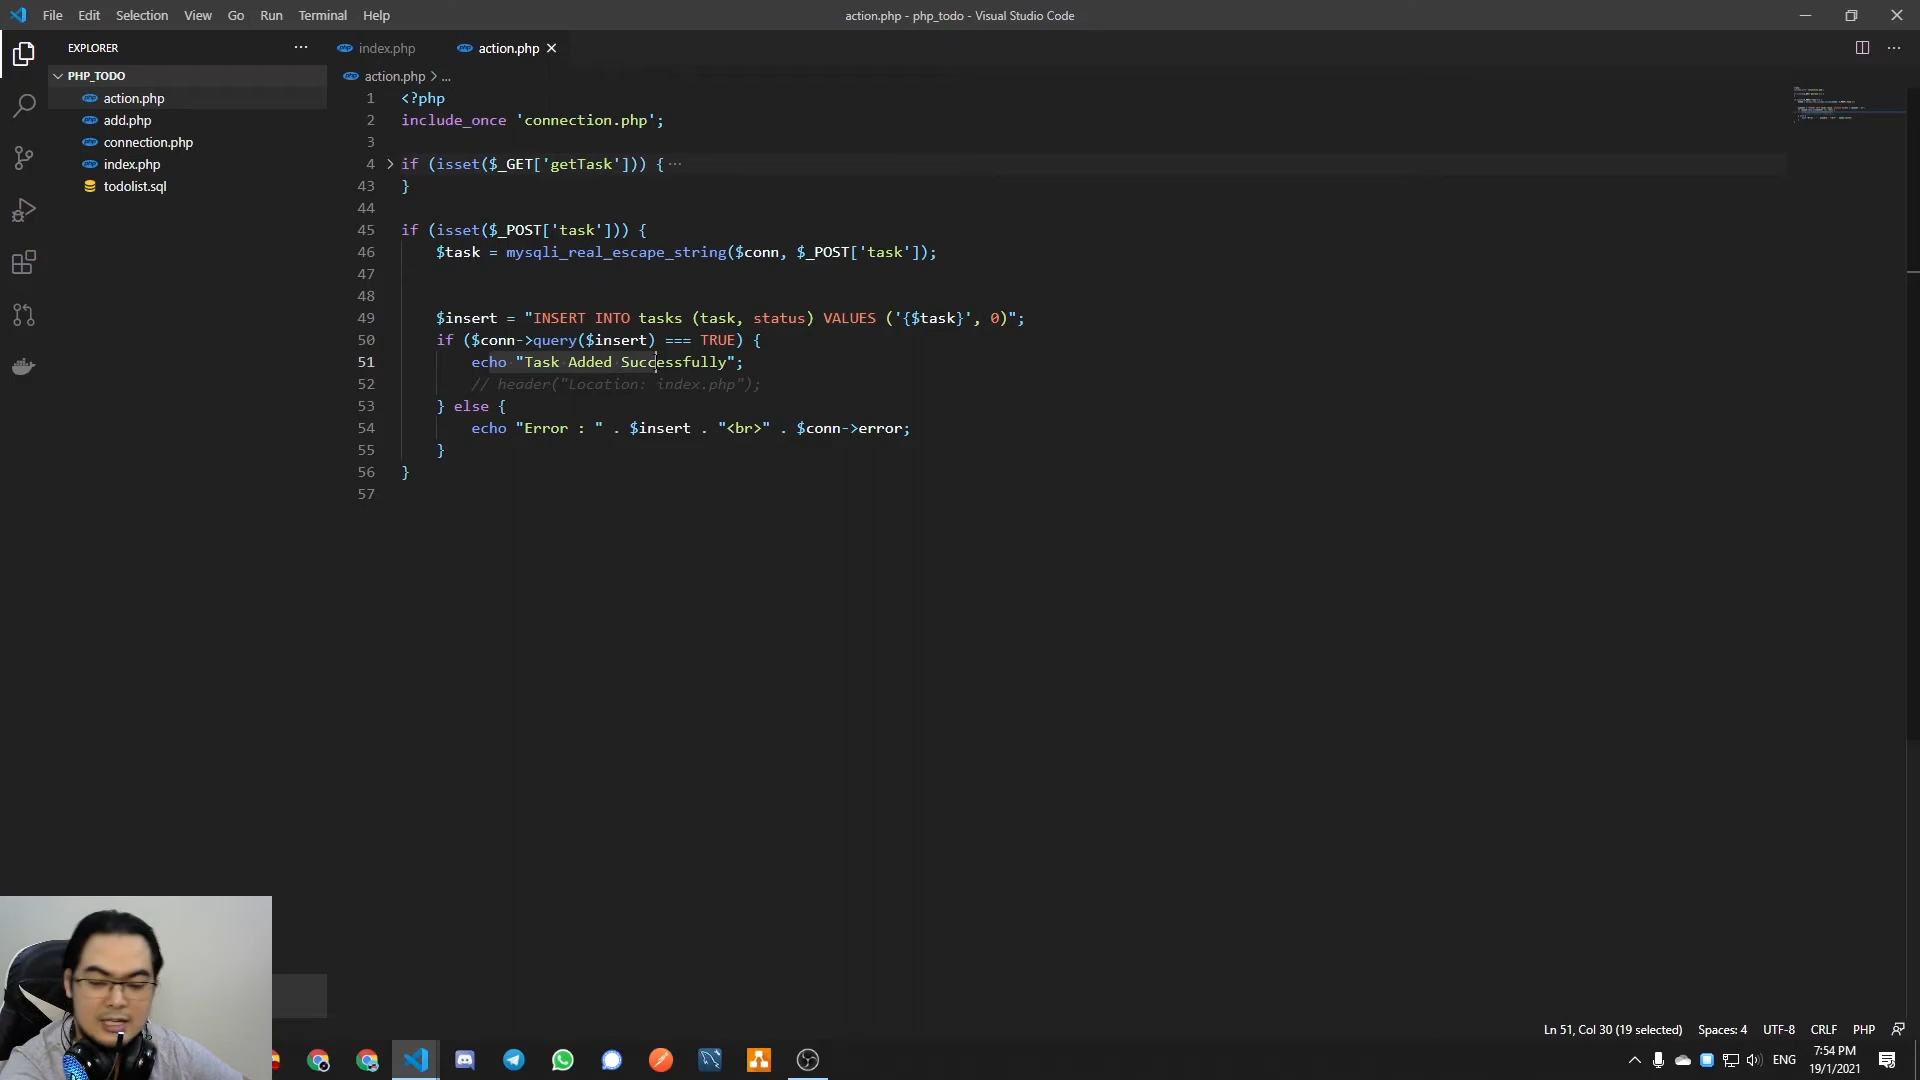 File Edit Selection View Go Run Terminal Help
action.php - php_todo - Visual Studio Code
EXPLORER
PHP_TODO
action.php
add.php
connection.php
index.php
todolist.sql
index.php
action.php
action.php > ...
1 <?php
2 include_once 'connection.php';
3
4 if (isset($_GET['getTask'])) { ...
43 }
44
45 if (isset($_POST['task'])) {
46 $task = mysqli_real_escape_string($conn, $_POST['task']);
47
48
49 $insert = "INSERT INTO tasks (task, status) VALUES ('{$task}', 0)";
50 if ($conn->query($insert) === TRUE) {
51 echo "Task Added Successfully";
52 // header("Location: index.php");
53 } else {
54 echo "Error : " . $insert . "<br>" . $conn->error;
55 }
56 }
57
Ln 51, Col 30 (19 selected) Spaces: 4 UTF-8 CRLF PHP
ENG
7:54 PM
19/1/2021